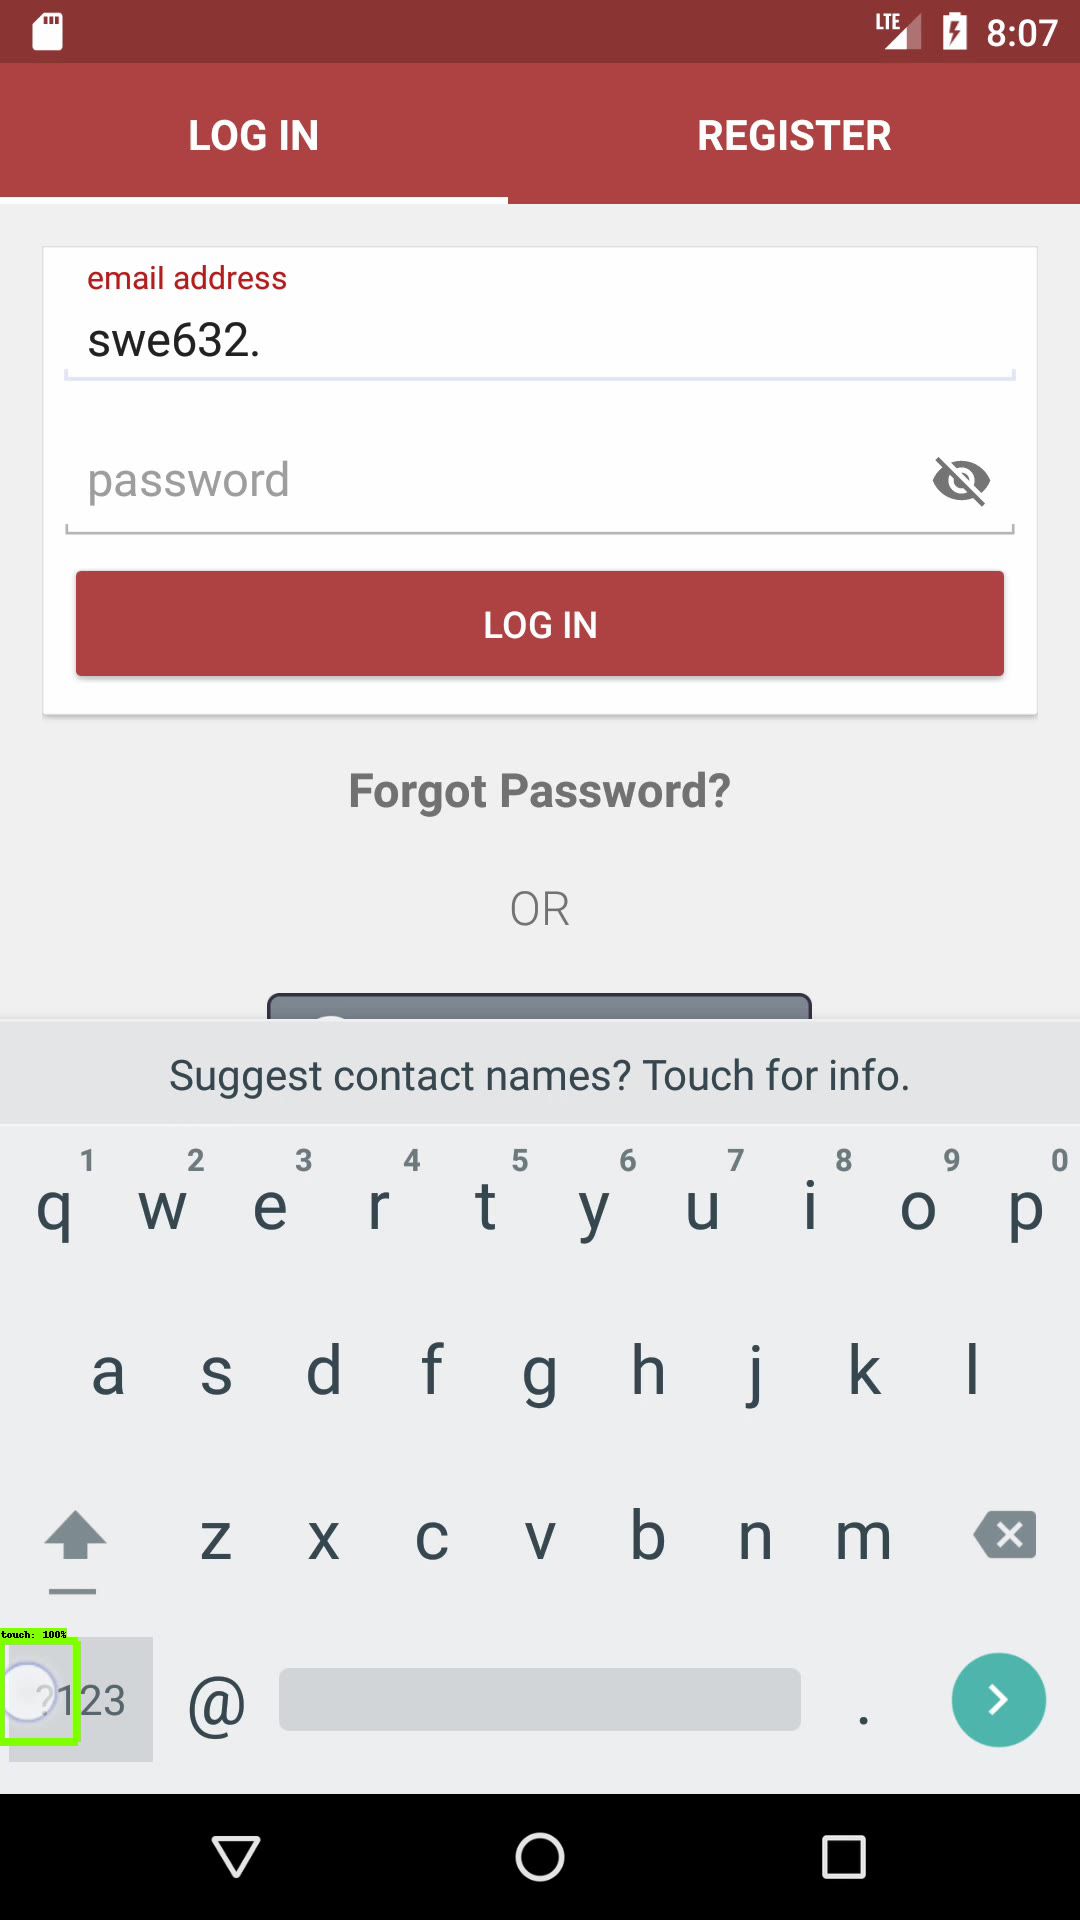 LTE 8:07
LOG IN REGISTER
email address
swe632.
password
LOG IN
Forgot Password?
OR
Suggest contact names? Touch for info.
1 2 3 4 5 6 7 8 9 0
q w e r t y u i o p
a s d f g h j k l
z x c v b n m
touch: 100%
?123 @ .